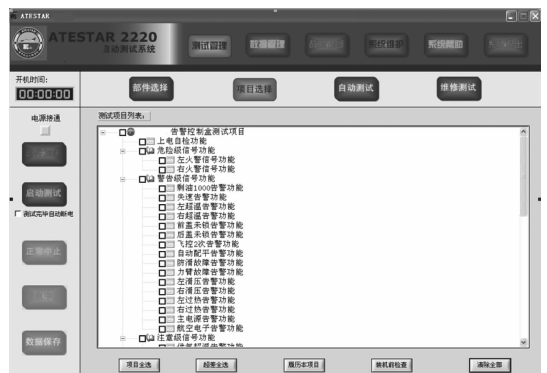 ATESTAR
ATESTAR 2220
自动测试系统
测试管理
数据管理
系统维护
系统帮助
开机时间:
00:00:00
部件选择
项目选择
自动测试
维修测试
电源接通
测试项目列表:
告警控制盒测试项目
上电自检功能
危险级信号功能
左火警信号功能
右火警信号功能
警告级信号功能
剩油1000告警功能
失速告警功能
左超温告警功能
右超温告警功能
前盖未锁告警功能
后盖未锁告警功能
飞控2次告警功能
自动配平告警功能
防滑故障告警功能
力臂故障告警功能
左滑压告警功能
右滑压告警功能
左过热告警功能
右过热告警功能
主电源告警功能
航空电子告警功能
注意级信号功能
启动测试
测试完毕自动断电
正常停止
数据保存
项目全选
超差全选
履历本项目
装机前检查
清除全部